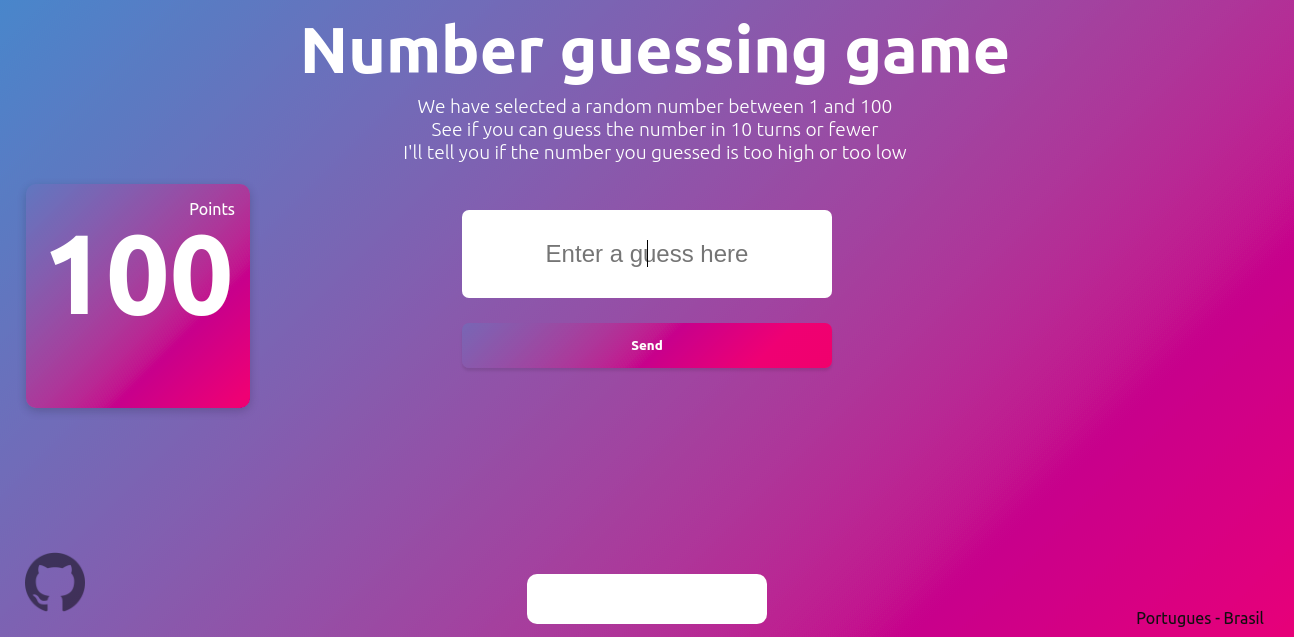 Number guessing game
We have selected a random number between 1 and 100
See if you can guess the number in 10 turns or fewer
I'll tell you if the number you guessed is too high or too low
Points
100
Enter a guess here
Send
Portugues - Brasil